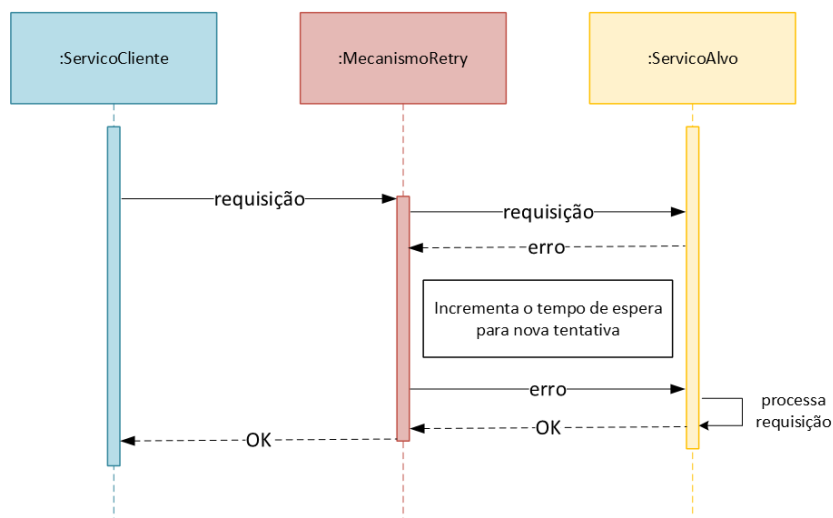 :ServicoCliente
:MecanismoRetry
:ServicoAlvo
requisição
requisição
erro
Incrementa o tempo de espera
para nova tentativa
erro
processa
requisição
OK
OK